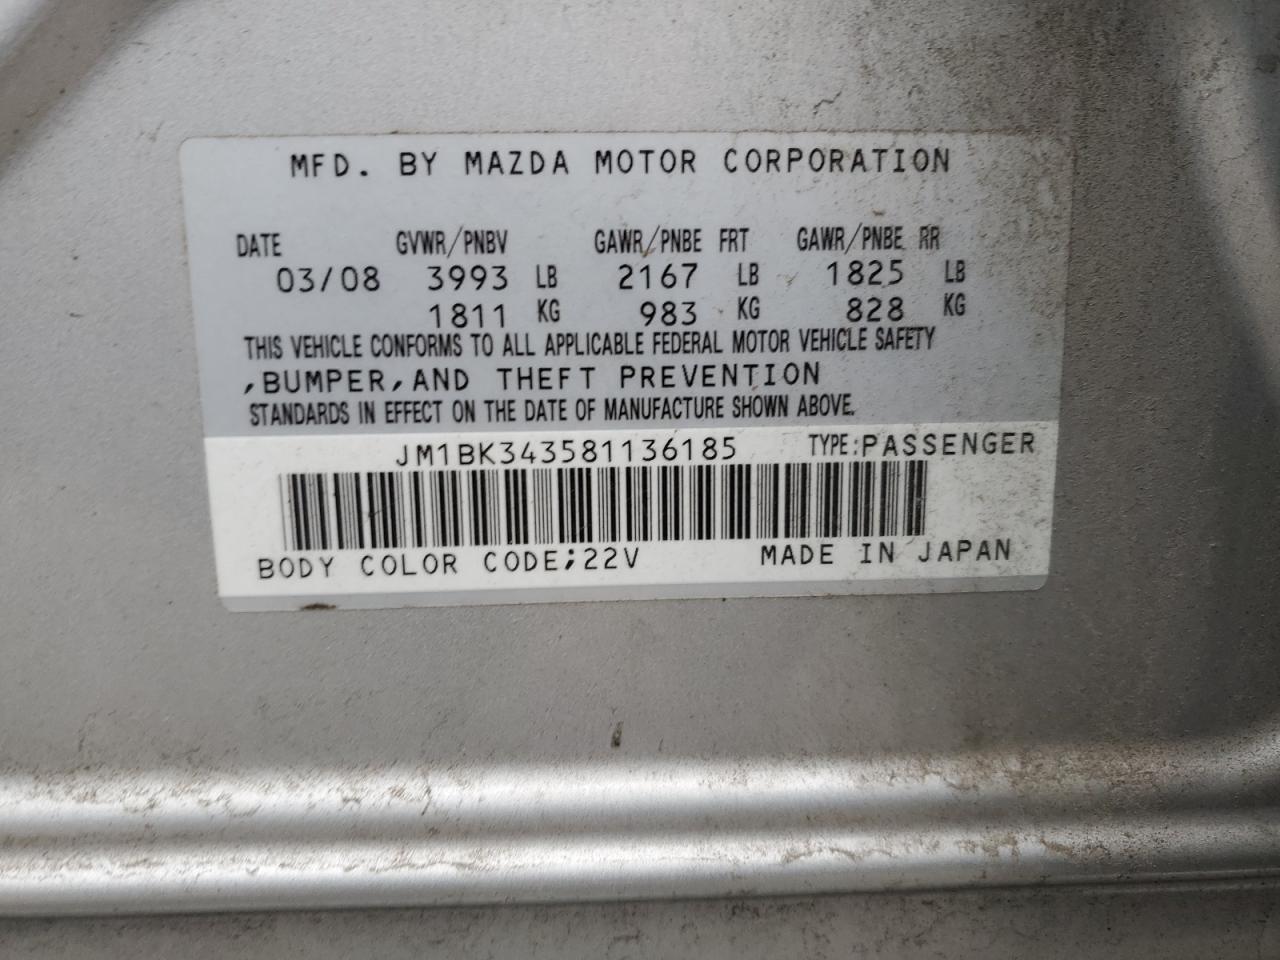 MFD. BY MAZDA MOTOR CORPORATION
DATE GVWR/PNBV GAWR/PNBE FRT GAWR/PNBE RR
03/08 3993 LB 2167 LB 1825 LB
1811 KG 983 KG 828 KG
THIS VEHICLE CONFORMS TO ALL APPLICABLE FEDERAL MOTOR VEHICLE SAFETY
,BUMPER,AND THEFT PREVENTION
STANDARDS IN EFFECT ON THE DATE OF MANUFACTURE SHOWN ABOVE.
JM1BK343581136185 TYPE:PASSENGER
BODY COLOR CODE;22V MADE IN JAPAN